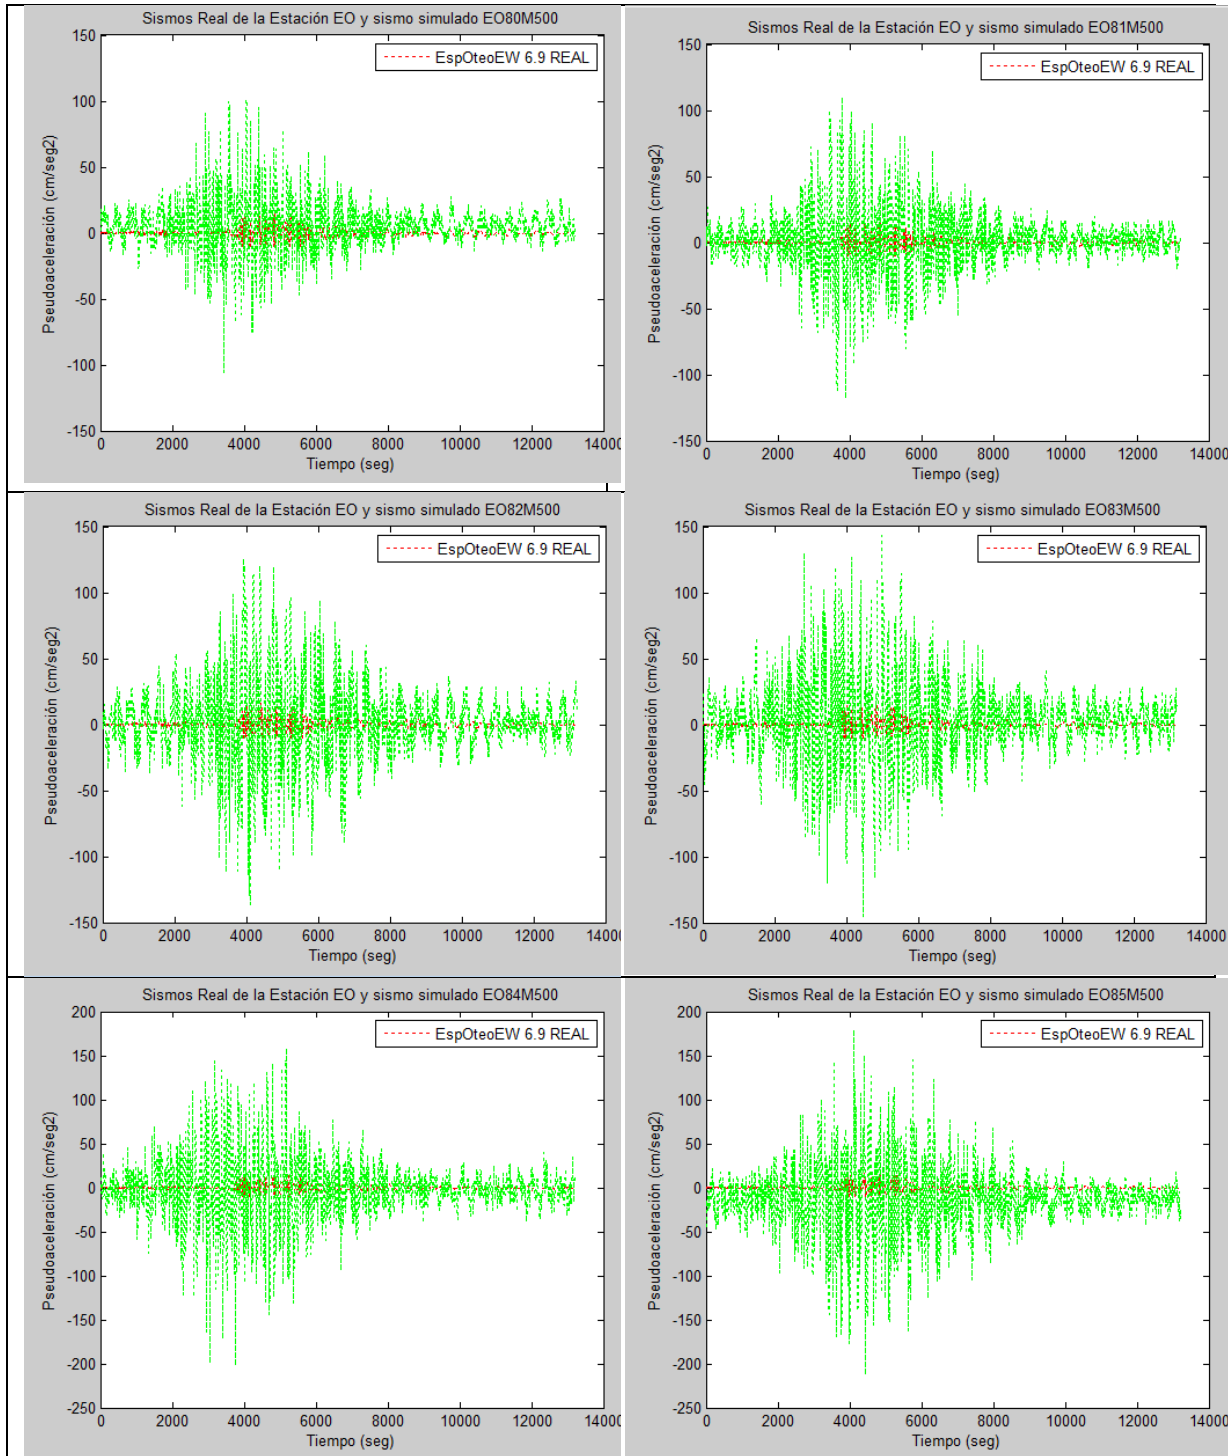 Sismos Real de la Estación EO y sismo simulado EO80M500
EspOteoEW 6.9 REAL
Pseudoaceleración (cm/seg2)
150
100
50
0
-50
-100
-150
0 2000 4000 6000 8000 10000 12000 14000
Tiempo (seg)
Sismos Real de la Estación EO y sismo simulado EO81M500
EspOteoEW 6.9 REAL
Pseudoaceleración (cm/seg2)
150
100
50
0
-50
-100
-150
0 2000 4000 6000 8000 10000 12000 14000
Tiempo (seg)
Sismos Real de la Estación EO y sismo simulado EO82M500
EspOteoEW 6.9 REAL
Pseudoaceleración (cm/seg2)
150
100
50
0
-50
-100
-150
0 2000 4000 6000 8000 10000 12000 14000
Tiempo (seg)
Sismos Real de la Estación EO y sismo simulado EO83M500
EspOteoEW 6.9 REAL
Pseudoaceleración (cm/seg2)
150
100
50
0
-50
-100
-150
0 2000 4000 6000 8000 10000 12000 14000
Tiempo (seg)
Sismos Real de la Estación EO y sismo simulado EO84M500
EspOteoEW 6.9 REAL
Pseudoaceleración (cm/seg2)
200
150
100
50
0
-50
-100
-150
-200
-250
0 2000 4000 6000 8000 10000 12000 14000
Tiempo (seg)
Sismos Real de la Estación EO y sismo simulado EO85M500
EspOteoEW 6.9 REAL
Pseudoaceleración (cm/seg2)
200
150
100
50
0
-50
-100
-150
-200
-250
0 2000 4000 6000 8000 10000 12000 14000
Tiempo (seg)